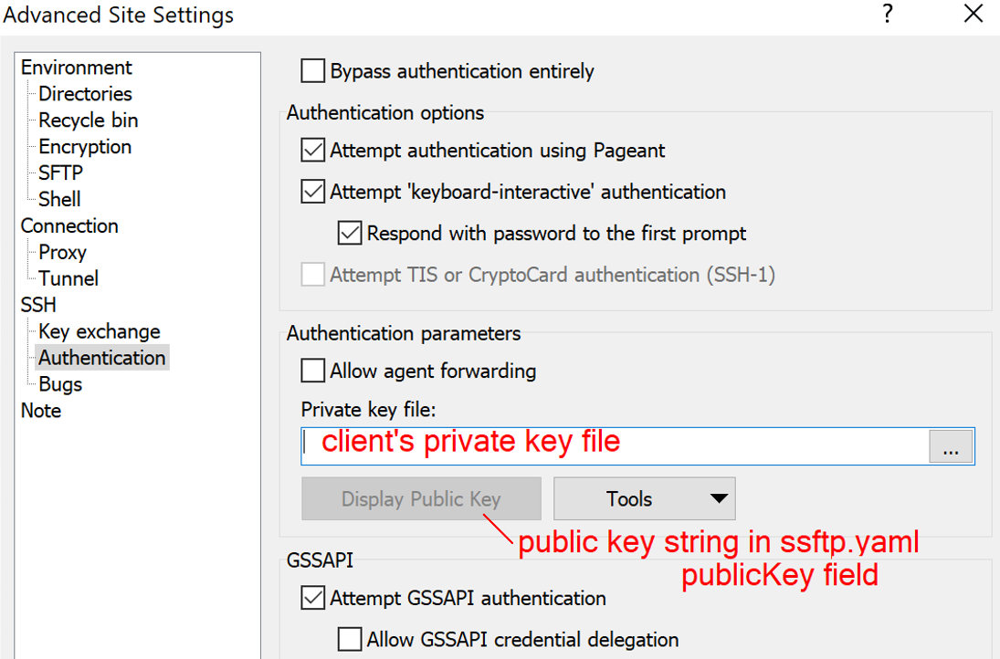 Advanced Site Settings
?
Environment
Directories
Recycle bin
Encryption
SFTP
Shell
Connection
Proxy
Tunnel
SSH
Key exchange
Authentication
Bugs
Note
Bypass authentication entirely
Authentication options
Attempt authentication using Pageant
Attempt 'keyboard-interactive' authentication
Respond with password to the first prompt
Attempt TIS or CryptoCard authentication (SSH-1)
Authentication parameters
Allow agent forwarding
Private key file:
client's private key file
...
Display Public Key
Tools
public key string in ssftp.yaml
publicKey field
GSSAPI
Attempt GSSAPI authentication
Allow GSSAPI credential delegation